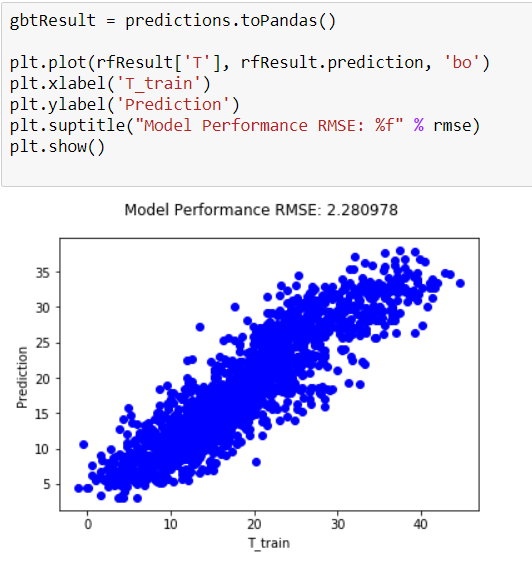 gbtResult = predictions.toPandas()
plt.plot(rfResult['T'], rfResult.prediction, 'bo')
plt.xlabel('T_train')
plt.ylabel('Prediction')
plt.suptitle("Model Performance RMSE: %f" % rmse)
plt.show()
Model Performance RMSE: 2.280978
35
30
25
20
15
10
5
Prediction
0 10 20 30 40
T_train